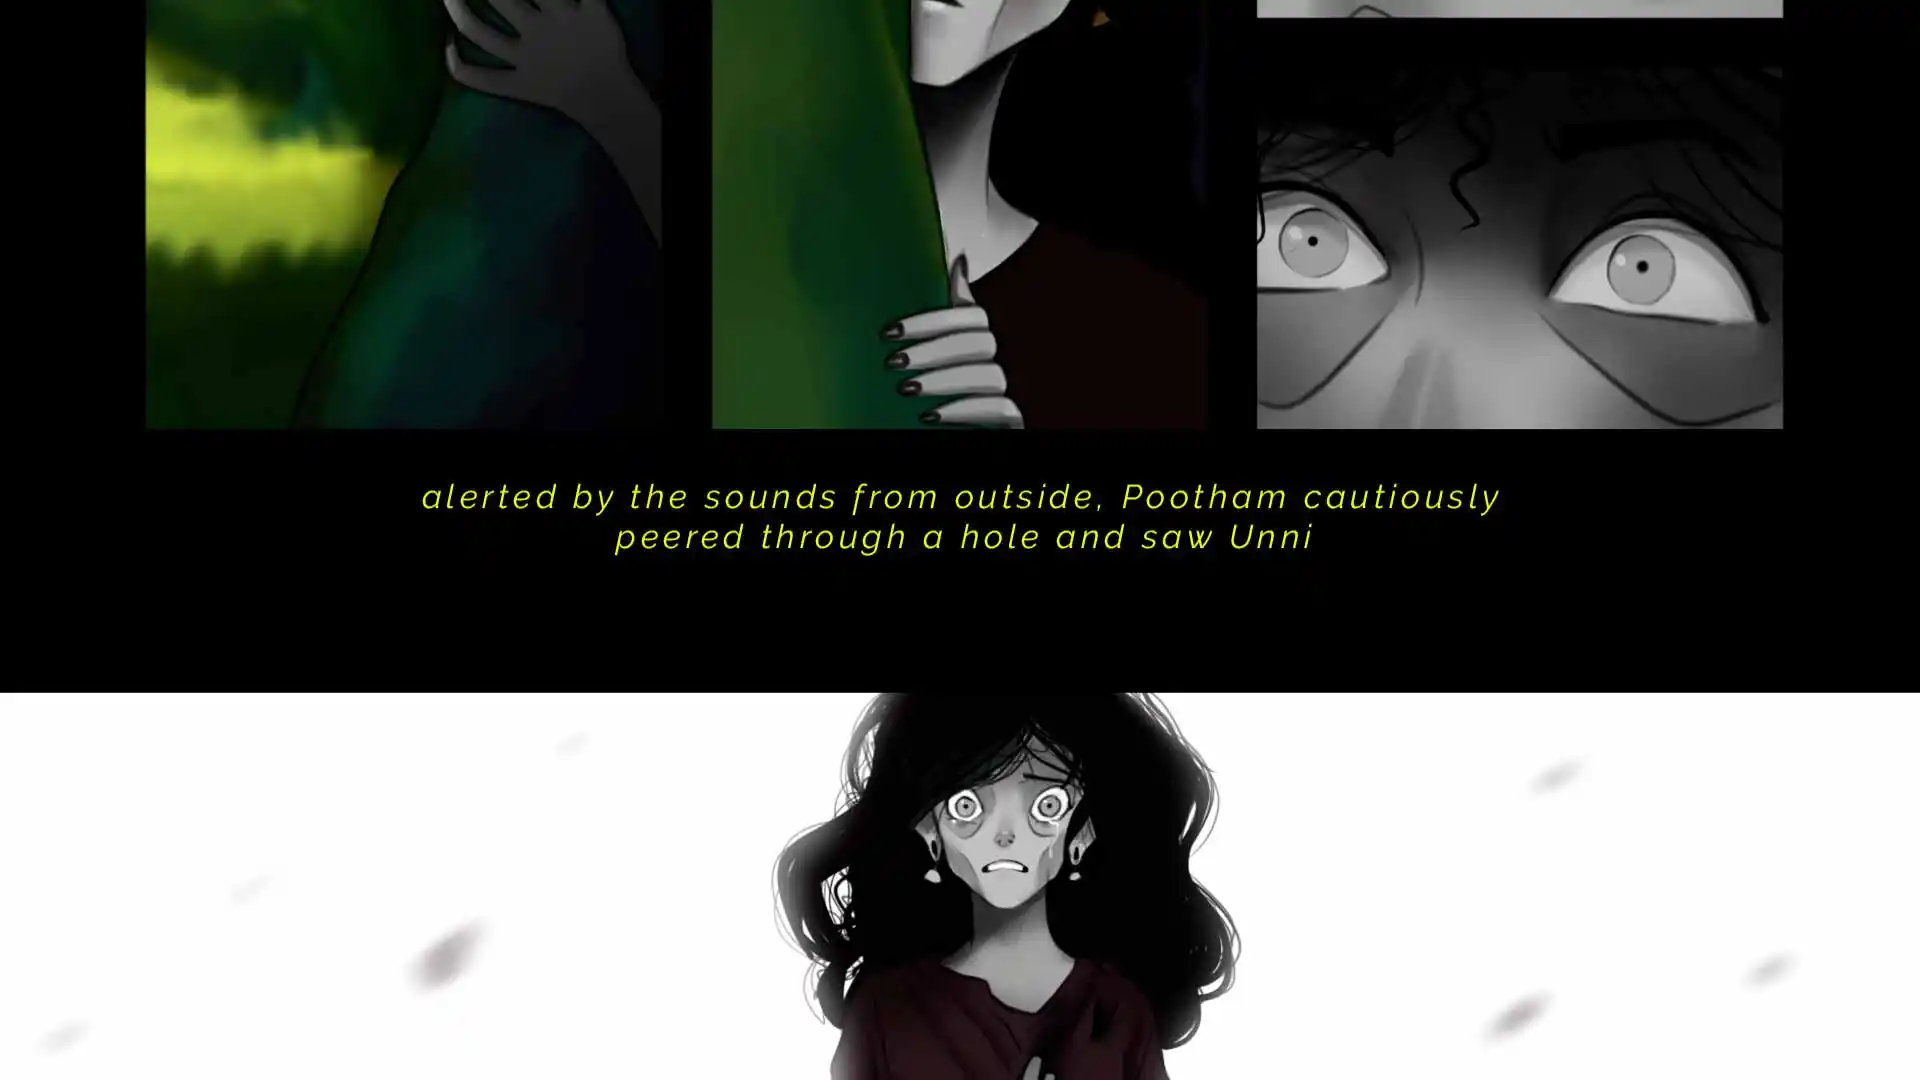 alerted by the sounds from outside, Pootham cautiously
peered through a hole and saw Unni